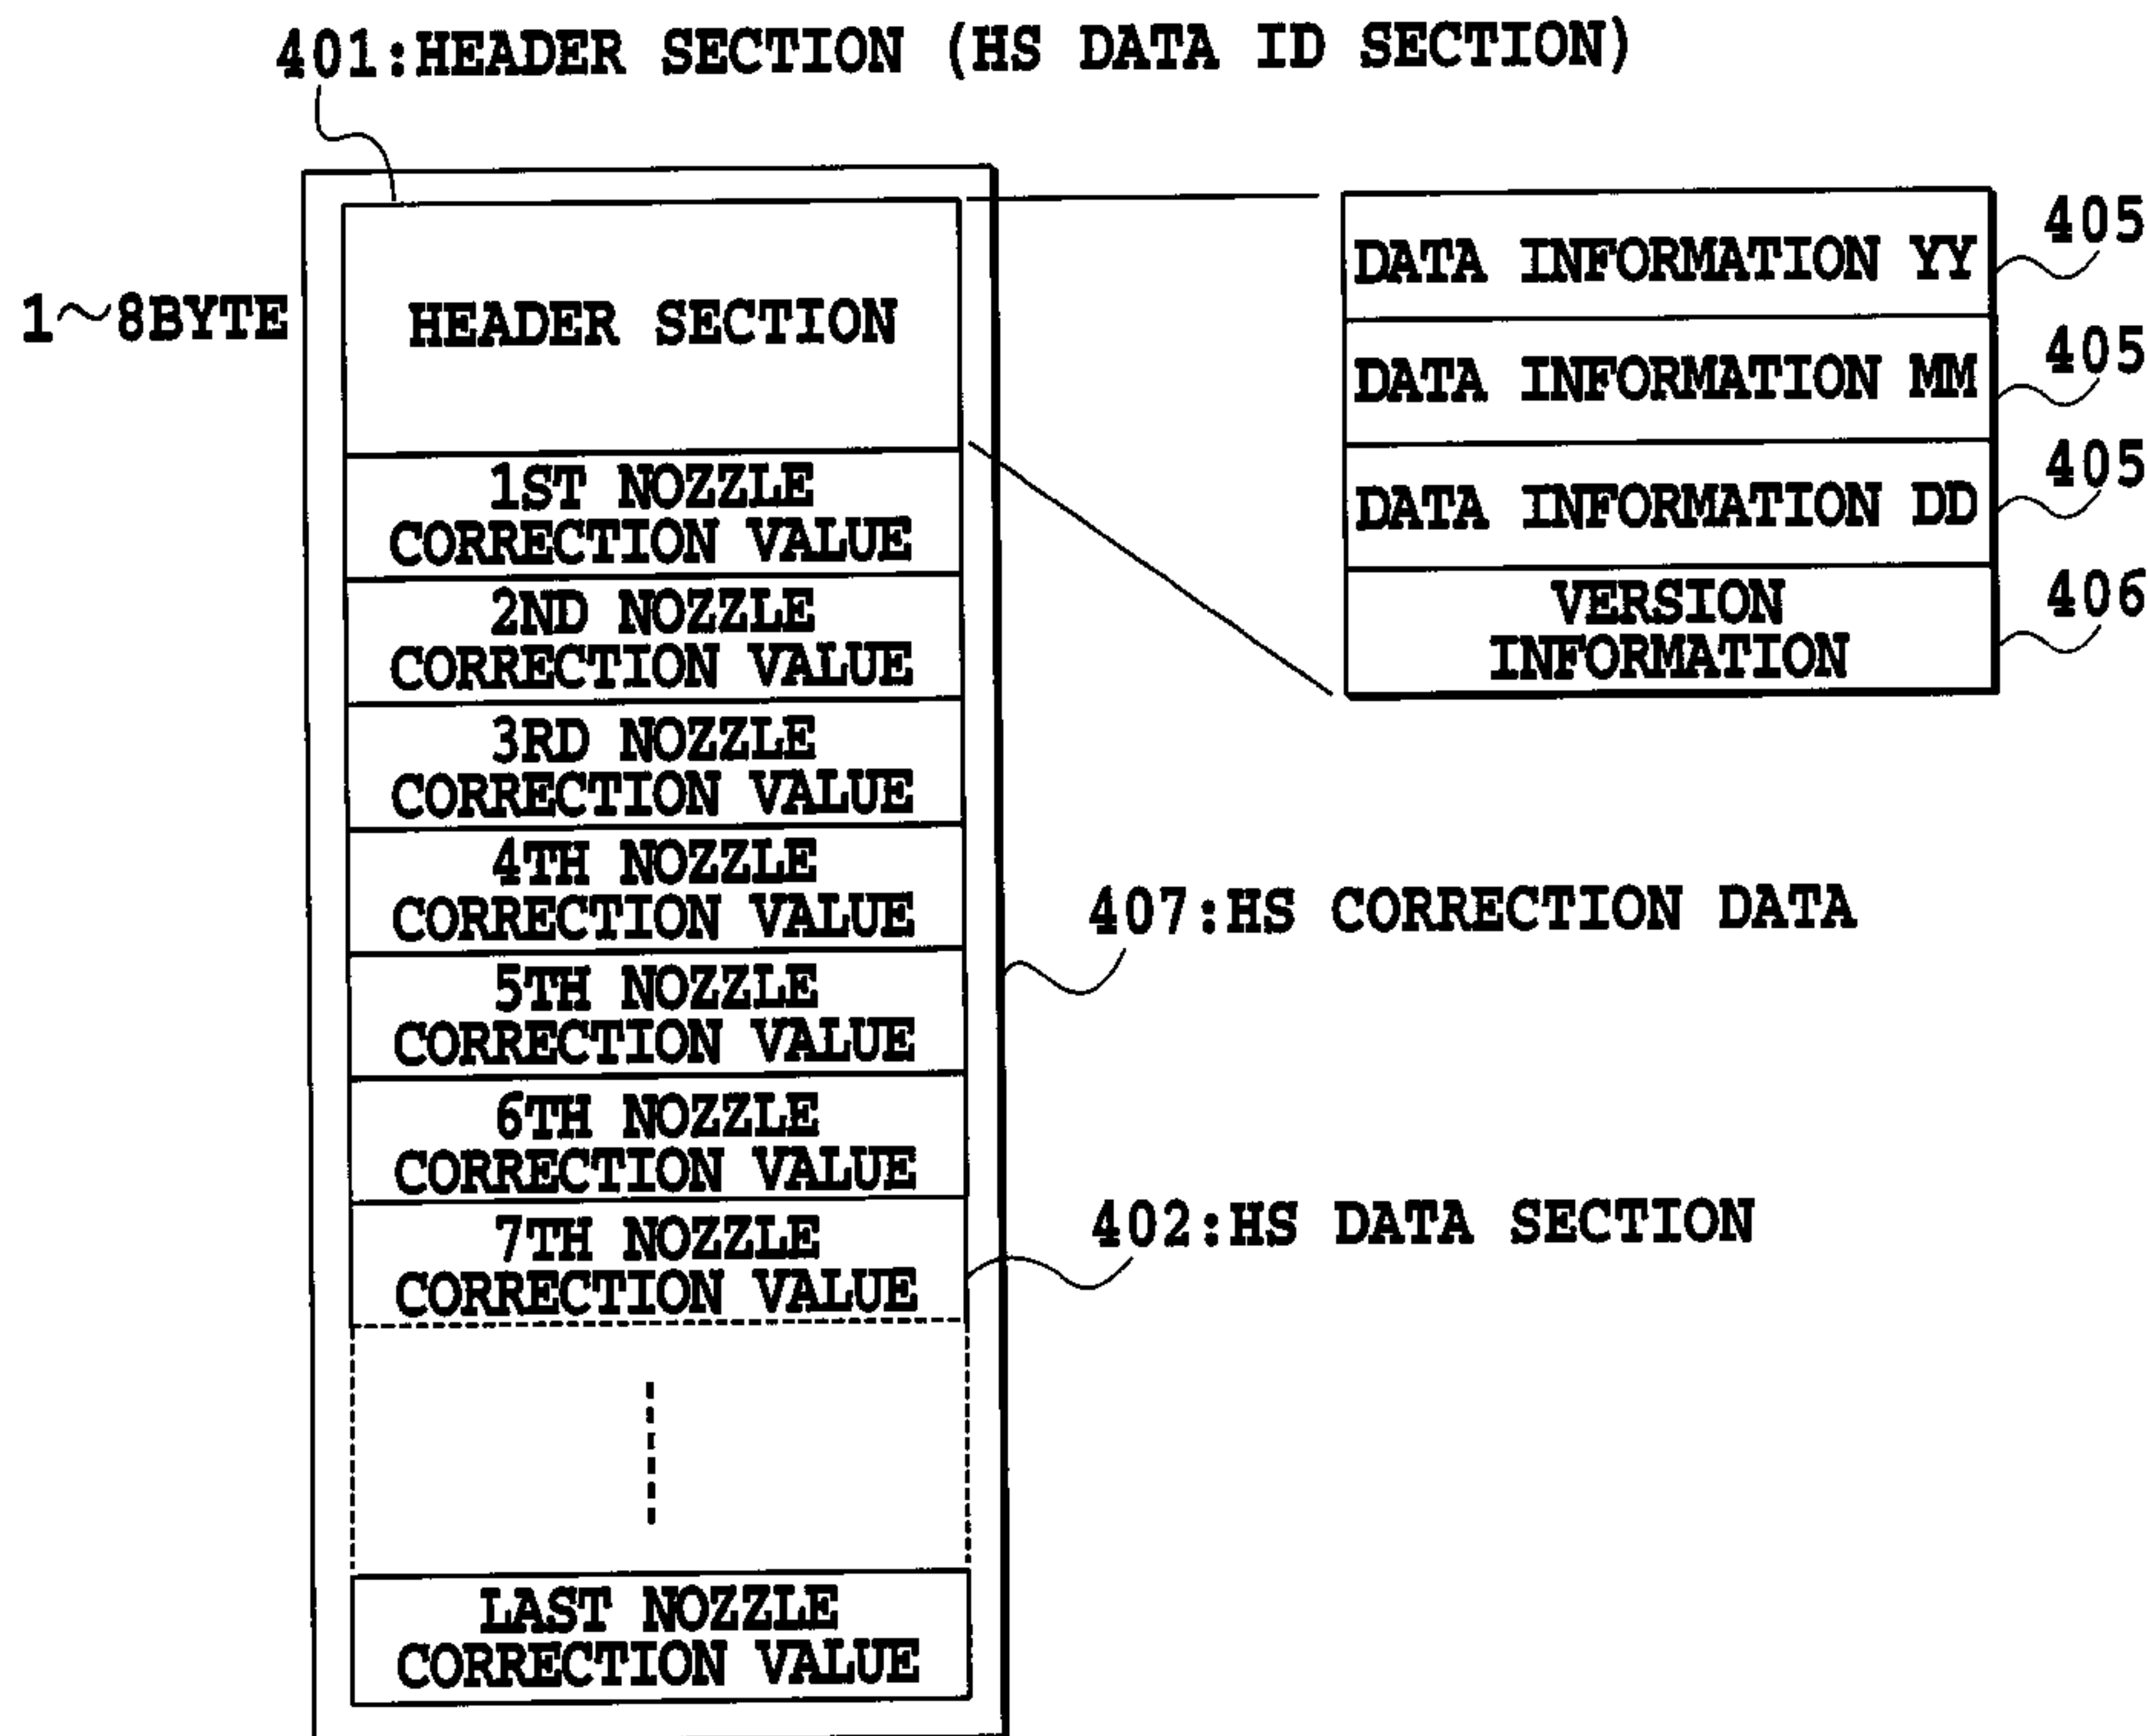 401:HEADER SECTION (HS DATA ID SECTION)
1~8BYTE
HEADER SECTION
1ST NOZZLE
CORRECTION VALUE
2ND NOZZLE
CORRECTION VALUE
3RD NOZZLE
CORRECTION VALUE
4TH NOZZLE
CORRECTION VALUE
5TH NOZZLE
CORRECTION VALUE
6TH NOZZLE
CORRECTION VALUE
7TH NOZZLE
CORRECTION VALUE
LAST NOZZLE
CORRECTION VALUE
DATA INFORMATION YY
405
DATA INFORMATION MM
405
DATA INFORMATION DD
405
VERSION
INFORMATION
406
407:HS CORRECTION DATA
402:HS DATA SECTION